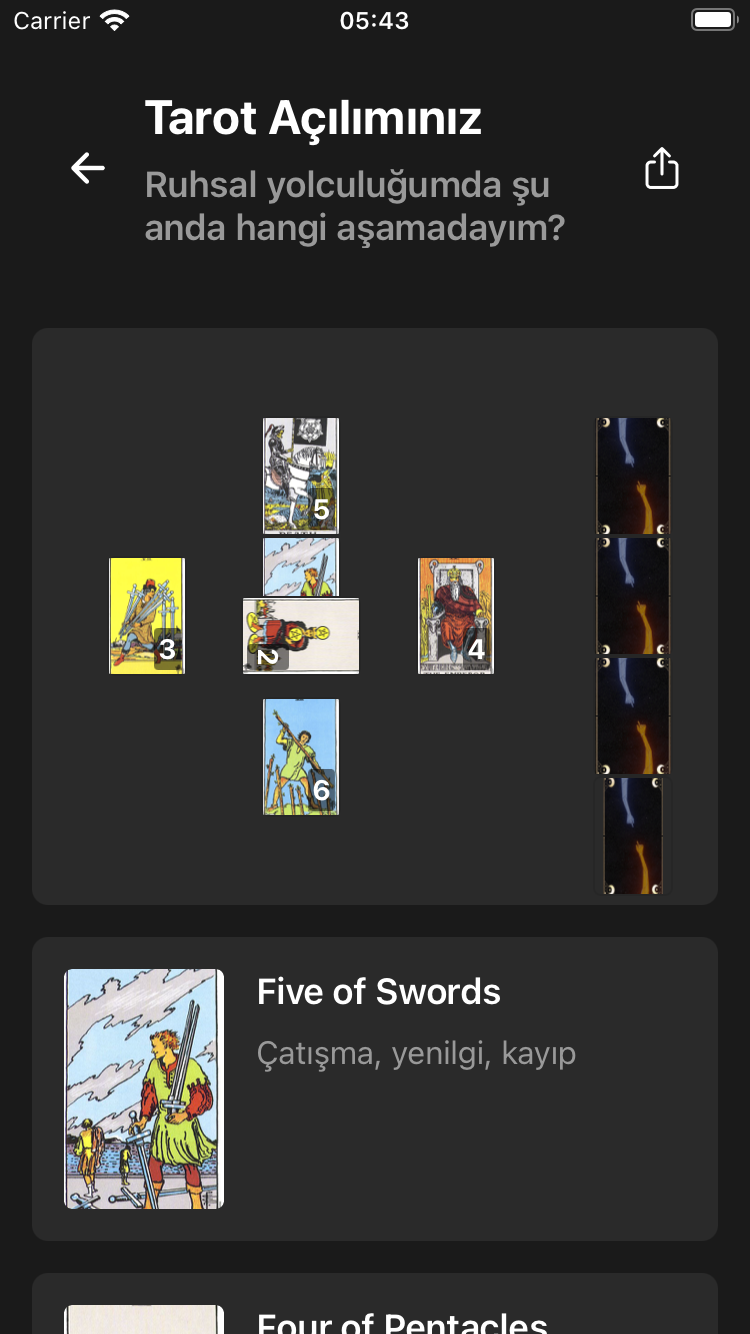 Carrier 05:43
Tarot Açılımınız
Ruhsal yolculuğumda şu
anda hangi aşamadayım?
5
3
2
4
6
Five of Swords
Çatışma, yenilgi, kayıp
Four of Pentacles